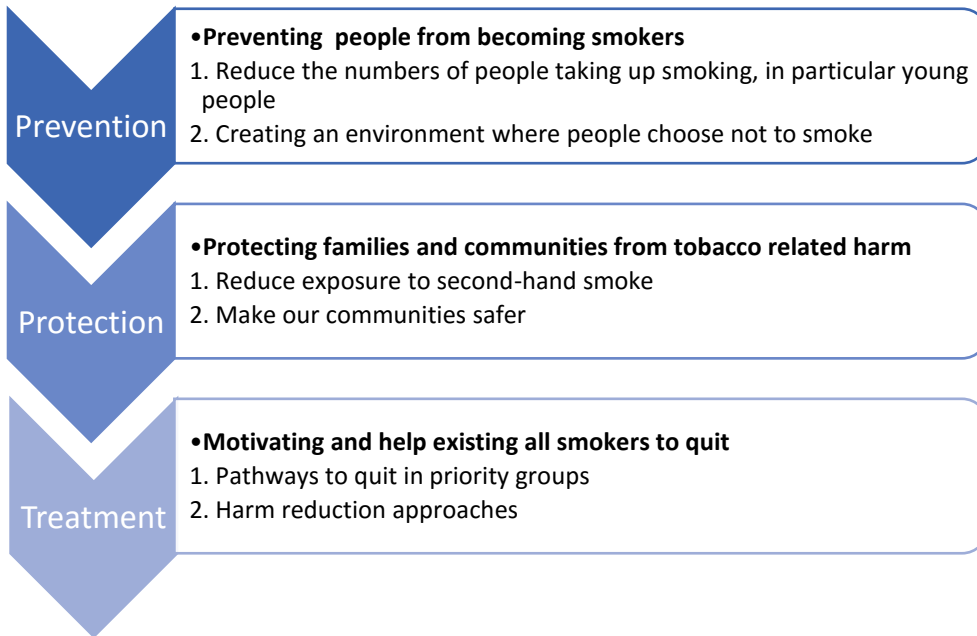 Prevention
•Preventing  people from becoming smokers
1. Reduce the numbers of people taking up smoking, in particular young
people
2. Creating an environment where people choose not to smoke
Protection
•Protecting families and communities from tobacco related harm
1. Reduce exposure to second-hand smoke
2. Make our communities safer
Treatment
•Motivating and help existing all smokers to quit
1. Pathways to quit in priority groups
2. Harm reduction approaches